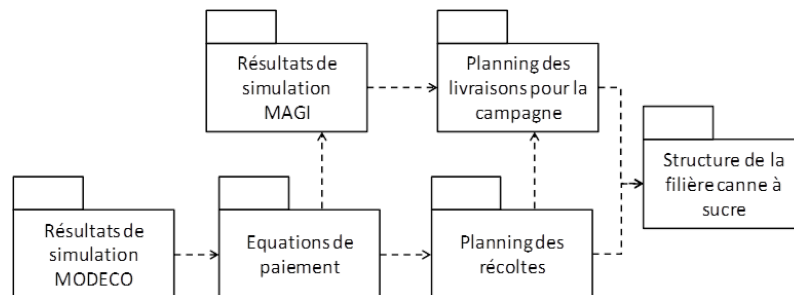 Résultats de
simulation
MAGI
Planning des
livraisons pour la
campagne
Structure de la
filière canne à
sucre
Résultats de
simulation
MODECO
Equations de
paiement
Planning des
récoltes